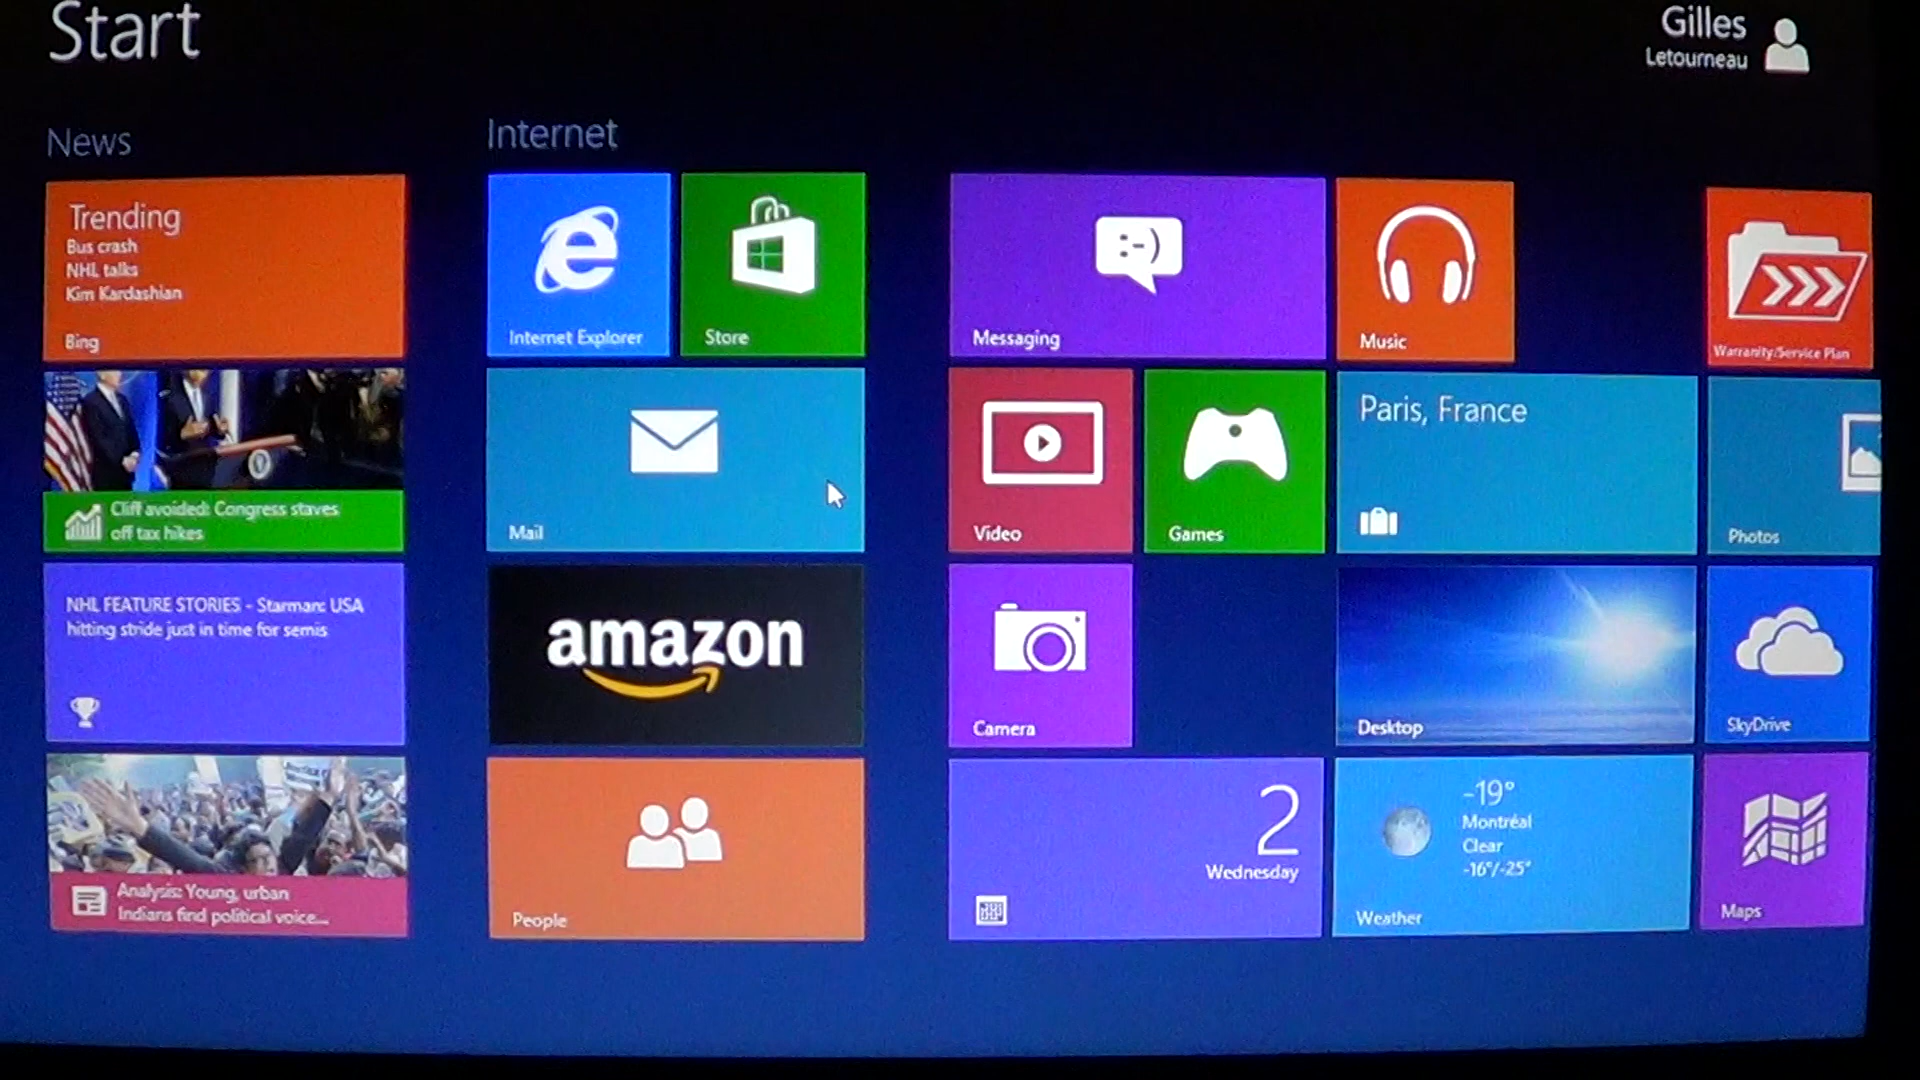 Start
Gilles
Letourneau
News
Internet
Trending
Bus crash
NHL talks
Kim Kardashian
Bing
Internet Explorer
Store
Messaging
Music
Warranty/Service Plan
Cliff avoided: Congress staves
off tax hikes
Mail
Video
Games
Paris, France
Photos
NHL FEATURE STORIES - Starman: USA
hitting stride just in time for semis
amazon
Camera
Desktop
SkyDrive
Analysis: Young, urban
Indians find political voice...
People
2
Wednesday
-19°
Montréal
Clear
-16°/-25°
Weather
Maps